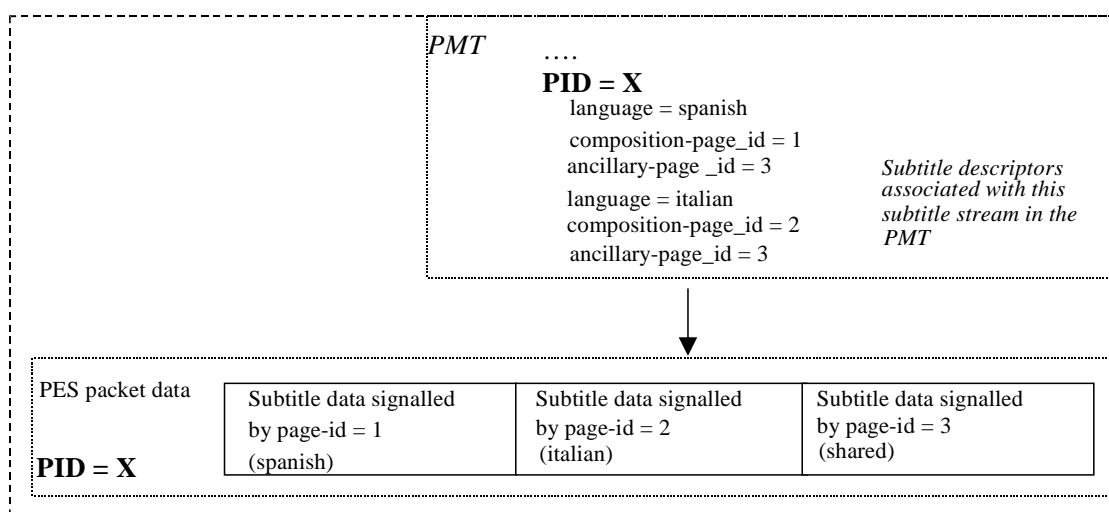 PMT
….
PID = X
language = spanish
composition-page_id = 1
ancillary-page _id = 3
language = italian
composition-page_id = 2
ancillary-page_id = 3
Subtitle descriptors
associated with this
subtitle stream in the
PMT
PES packet data
PID = X
Subtitle data signalled
by page-id = 1
(spanish)
Subtitle data signalled
by page-id = 2
(italian)
Subtitle data signalled
by page-id = 3
(shared)